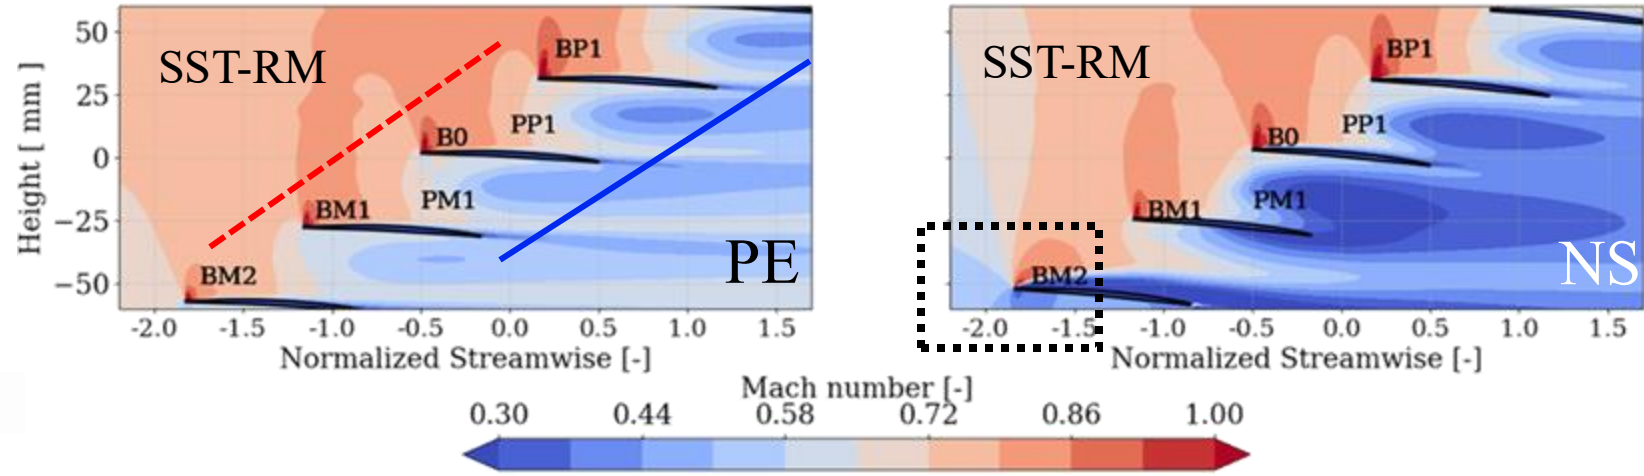 50
25
0
−25
−50
Height [ mm]
SST-RM
BP1
B0
PP1
BM1
PM1
BM2
PE
-2.0 -1.5 -1.0 -0.5 0.0 0.5 1.0 1.5
Normalized Streamwise [-]
SST-RM
BP1
B0
PP1
BM1
PM1
BM2
NS
-2.0 -1.5 -1.0 -0.5 0.0 0.5 1.0 1.5
Normalized Streamwise [-]
Mach number [-]
0.30 0.44 0.58 0.72 0.86 1.00